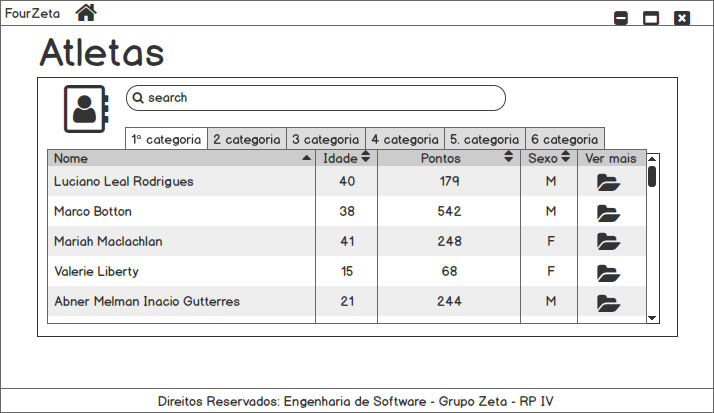 FourZeta
Atletas
search
1ª categoria 2 categoria 3 categoria 4 categoria 5. categoria 6 categoria
Nome Idade Pontos Sexo Ver mais
Luciano Leal Rodrigues 40 179 M
Marco Botton 38 542 M
Mariah Maclachlan 41 248 F
Valerie Liberty 15 68 F
Abner Melman Inacio Gutterres 21 244 M
Direitos Reservados: Engenharia de Software - Grupo Zeta - RP IV